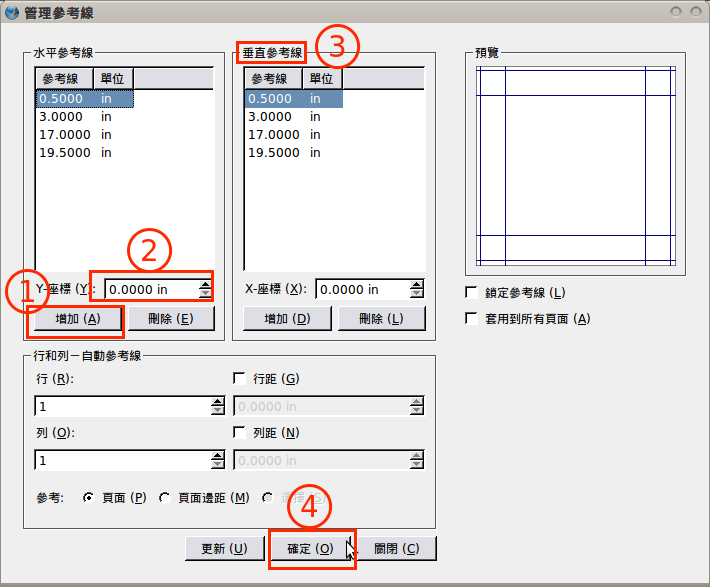 管理參考線
水平參考線
參考線 單位
0.5000 in
3.0000 in
17.0000 in
19.5000 in
2
1
Y-座標 (Y): 0.0000 in
增加 (A) 刪除 (E)
垂直參考線
3
參考線 單位
0.5000 in
3.0000 in
17.0000 in
19.5000 in
X-座標 (X): 0.0000 in
增加 (D) 刪除 (L)
預覽
鎖定參考線 (L)
套用到所有頁面 (A)
行和列－自動參考線
行 (R): 行距 (G)
1 0.0000 in
列 (O): 列距 (N)
1 0.0000 in
參考: 頁面 (P) 頁面邊距 (M) 選擇 (S)
4
更新 (U) 確定 (O) 關閉 (C)